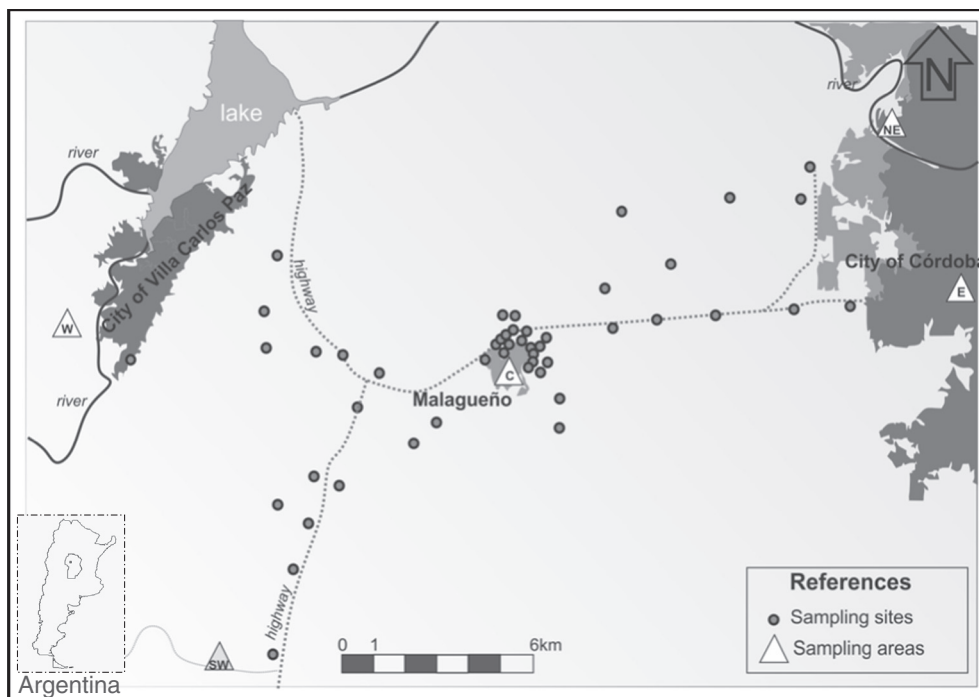 lake
river
N
NE
river
City of Villa Carlos Paz
highway
City of Córdoba
E
W
C
Malagueño
river
highway
SW
0 1 6km
References
Sampling sites
Sampling areas
Argentina